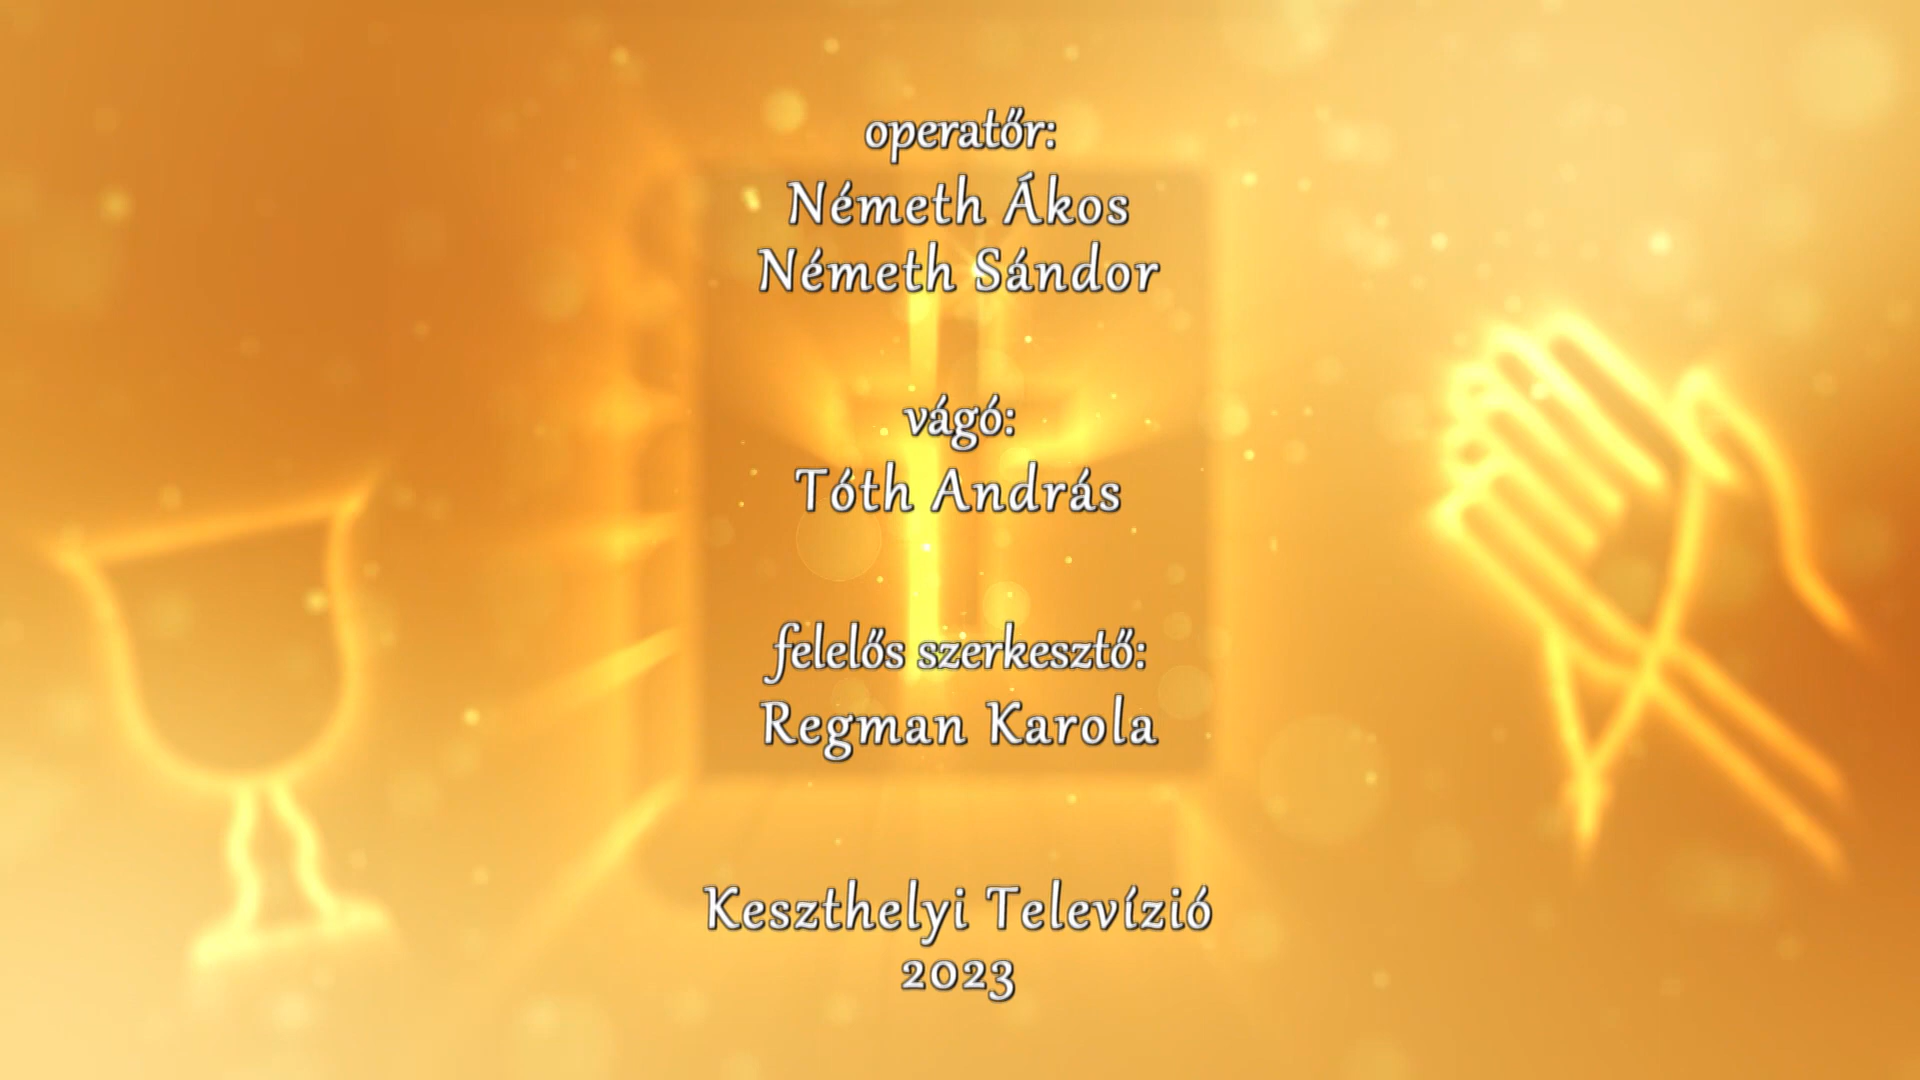 operatőr:
Németh Ákos
Németh Sándor
vágó:
Tóth András
felelős szerkesztő:
Regman Karola
Keszthelyi Televízió
2023